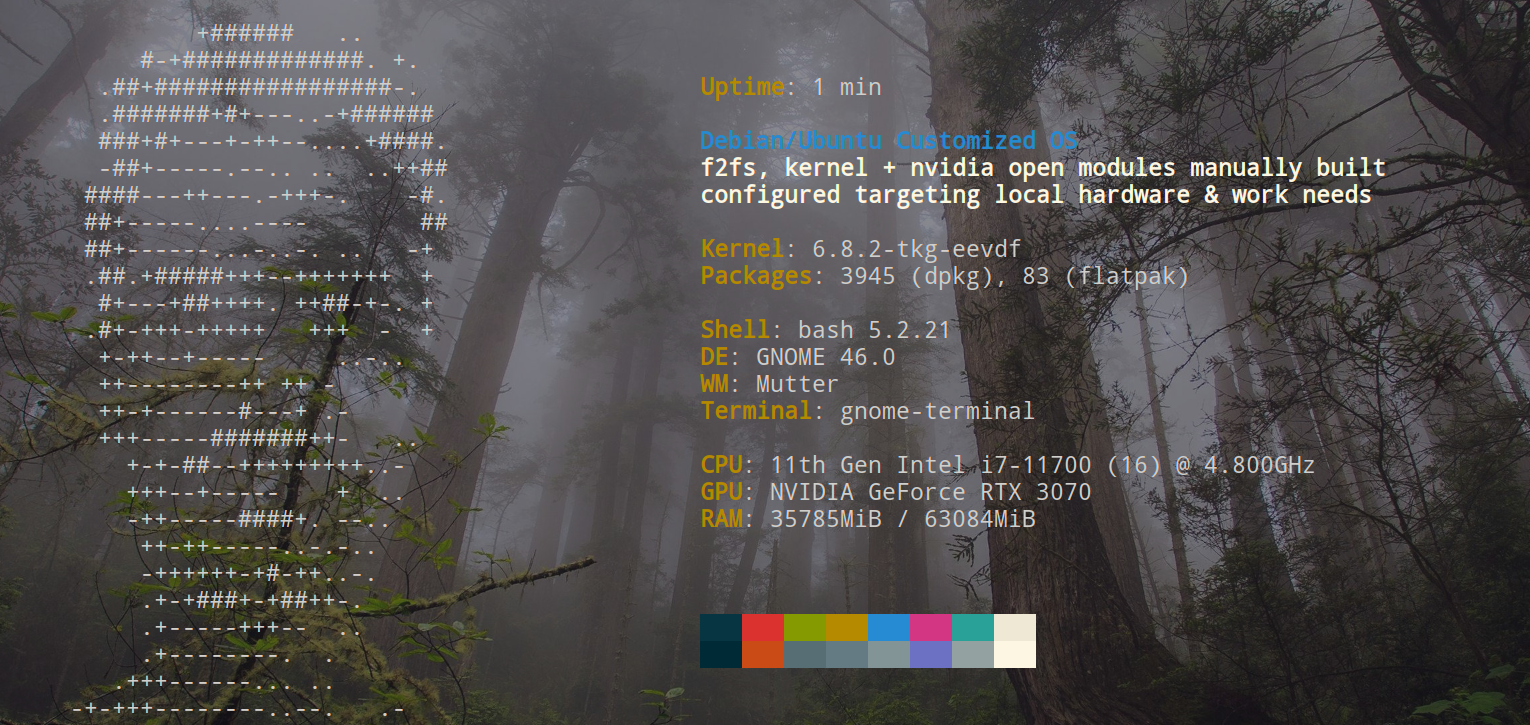 Uptime: 1 min
Debian/Ubuntu Customized OS
f2fs, kernel + nvidia open modules manually built
configured targeting local hardware & work needs
Kernel: 6.8.2-tkg-eevdf
Packages: 3945 (dpkg), 83 (flatpak)
Shell: bash 5.2.21
DE: GNOME 46.0
WM: Mutter
Terminal: gnome-terminal
CPU: 11th Gen Intel i7-11700 (16) @ 4.800GHz
GPU: NVIDIA GeForce RTX 3070
RAM: 35785MiB / 63084MiB